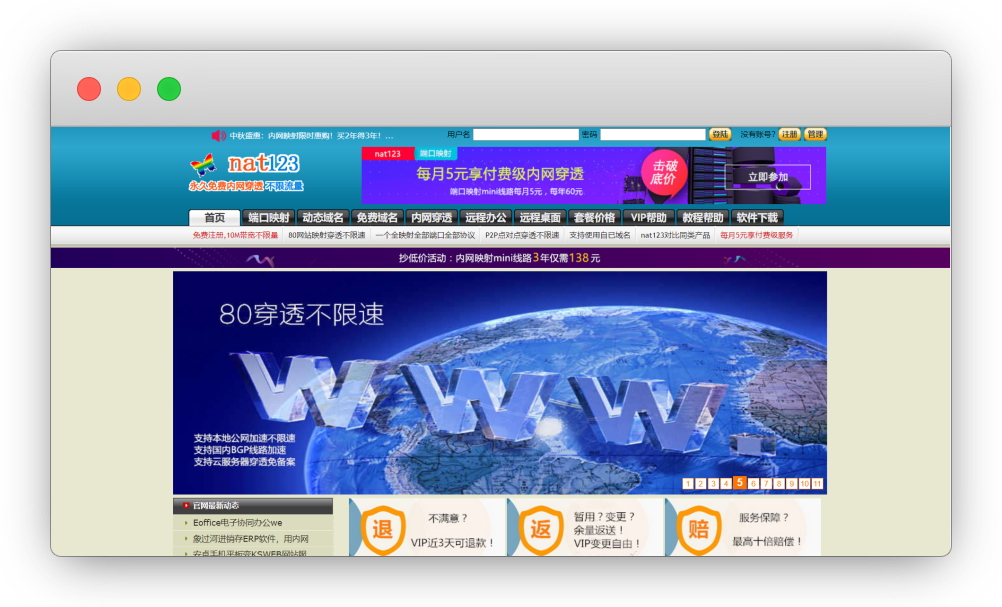 中秋盛惠：内网映射限时惠购！买2年得3年！...
用户名
密码
登陆
没有账号？
注册
管理
nat123
永久免费内网穿透·不限流量
nat123
端口映射
每月5元享付费级内网穿透
端口映射mini线路每月5元，每年60元
击破
底价
立即参加
首页
端口映射
动态域名
免费域名
内网穿透
远程办公
远程桌面
套餐价格
VIP帮助
教程帮助
软件下载
免费注册,10M带宽不限量
80网站映射穿透不限速
一个全映射全部端口全部协议
P2P点对点穿透不限速
支持使用自已域名
nat123对比同类产品
每月5元享付费级服务
抄低价活动：内网映射mini线路3年仅需138元
80穿透不限速
WWW.
支持本地公网加速不限速
支持国内BGP线路加速
支持云服务器穿透免备案
1 2 3 4 5 6 7 8 9 10 11
官网最新动态
Eoffice电子协同办公we
象过河进销存ERP软件，用内网
安卓手机平板变KSWEB网站服
退
不满意？
VIP近3天可退款！
返
暂用？变更？
余量返送！
VIP变更自由！
赔
服务保障？
最高十倍赔偿！